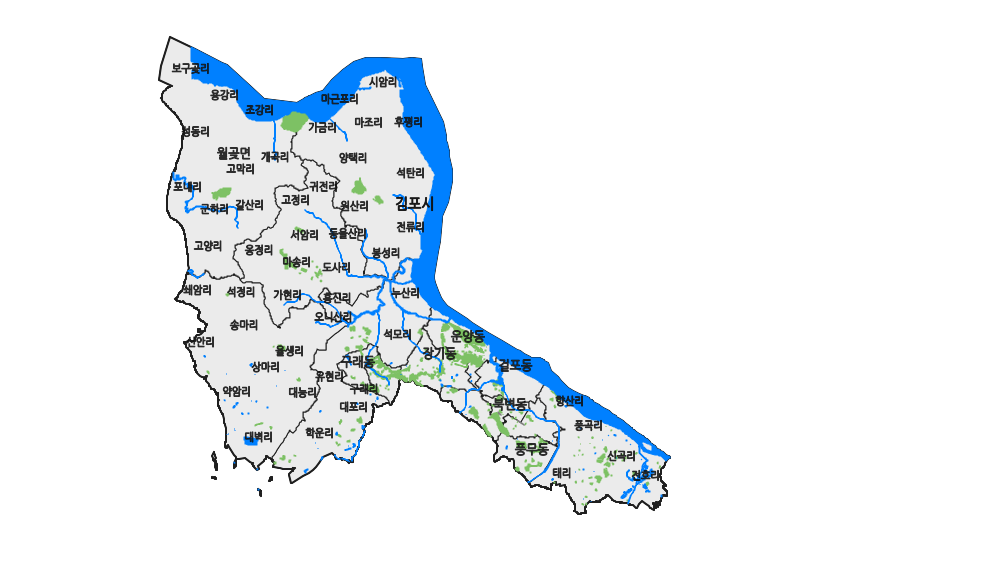 보구곶리
시암리
용강리
마근포리
조강리
마조리
후평리
가금리
성동리
월곶면
개곡리
양택리
고막리
석탄리
포내리
귀전리
고정리
김포시
갈산리
군하리
원산리
전류리
서암리
동을산리
고양리
옹정리
봉성리
마송리
도사리
쇄암리
석정리
가현리
흥신리
누산리
오니산리
송마리
석모리
운양동
신안리
율생리
장기동
구래동
걸포동
상마리
유현리
약암리
대능리
구래리
향산리
대포리
북변동
풍곡리
학운리
대벽리
풍무동
신곡리
태리
전호리